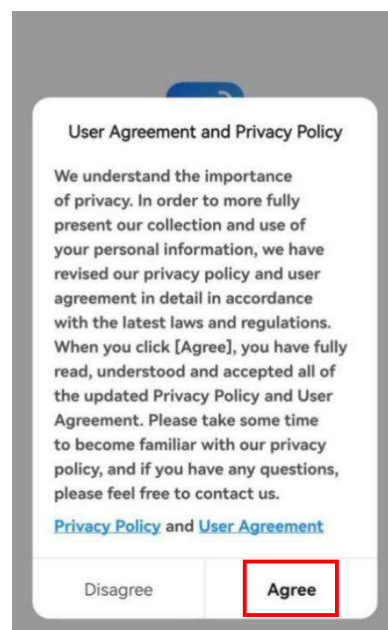 User Agreement and Privacy Policy
We understand the importance
of privacy. In order to more fully
present our collection and use of
your personal information, we have
revised our privacy policy and user
agreement in detail in accordance
with the latest laws and regulations.
When you click [Agree], you have fully
read, understood and accepted all of
the updated Privacy Policy and User
Agreement. Please take some time
to become familiar with our privacy
policy, and if you have any questions,
please feel free to contact us.
Privacy Policy and User Agreement
Disagree Agree